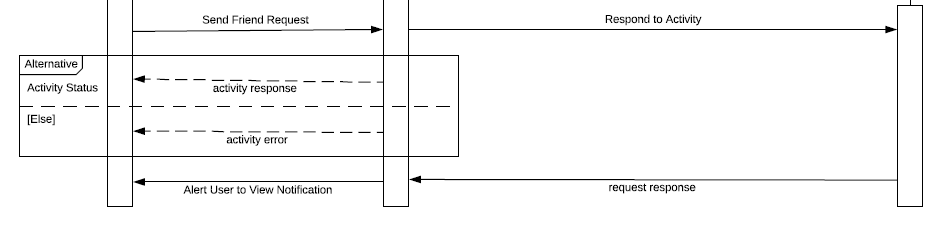 Send Friend Request
Respond to Activity
Alternative
Activity Status
activity response
[Else]
activity error
Alert User to View Notification
request response